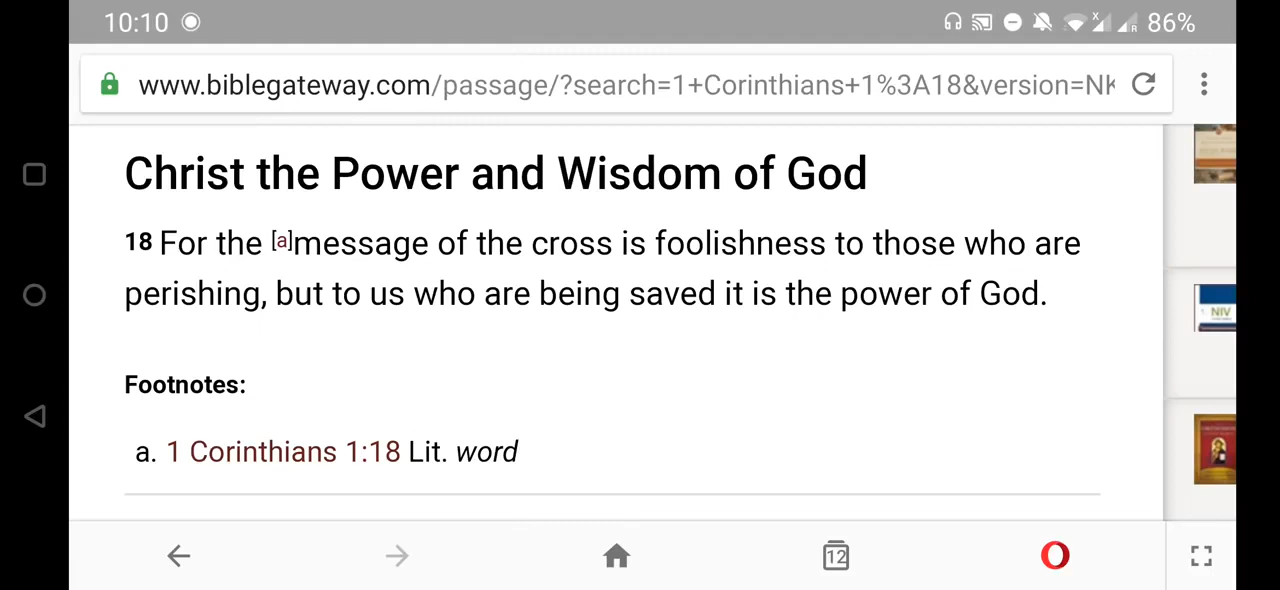 10:10 86%
www.biblegateway.com/passage/?search=1+Corinthians+1%3A18&version=NK
Christ the Power and Wisdom of God
18 For the [a]message of the cross is foolishness to those who are
perishing, but to us who are being saved it is the power of God.
NIV
Footnotes:
a. 1 Corinthians 1:18 Lit. word
12